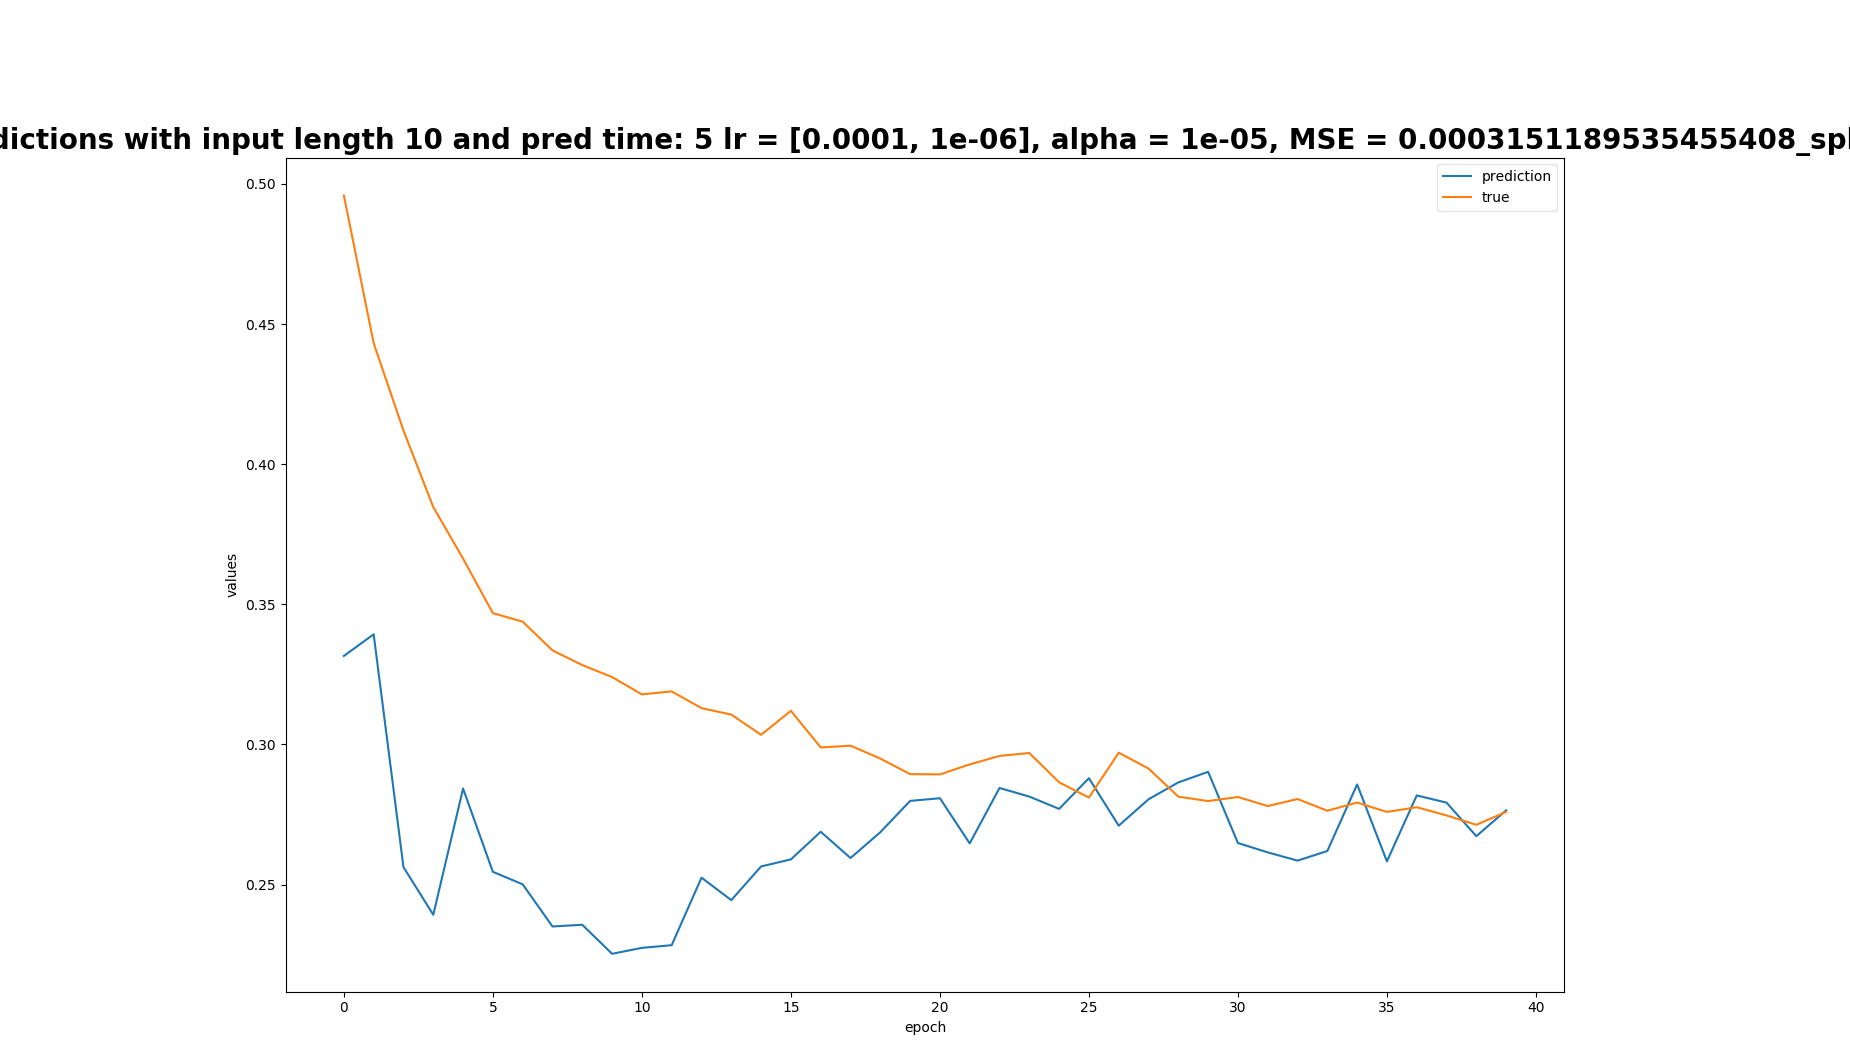 dictions with input length 10 and pred time: 5 lr = [0.0001, 1e-06], alpha = 1e-05, MSE = 0.0003151189535455408_spl
prediction
true
0.50
0.45
0.40
0.35
0.30
0.25
values
0 5 10 15 20 25 30 35 40
epoch